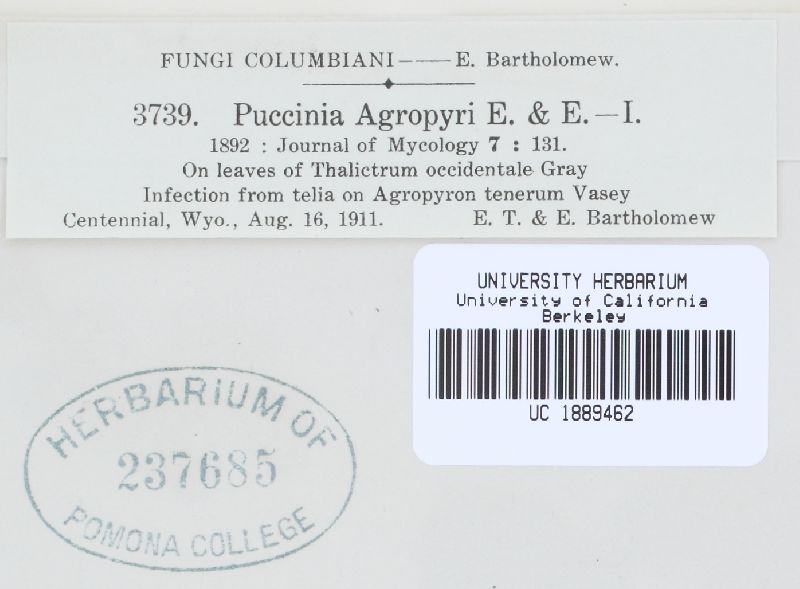 FUNGI COLUMBIANI——E. Bartholomew.
3739. Puccinia Agropyri E. & E.—I.
1892 : Journal of Mycology 7 : 131.
On leaves of Thalictrum occidentale Gray
Infection from telia on Agropyron tenerum Vasey
Centennial, Wyo., Aug. 16, 1911. E. T. & E. Bartholomew
UNIVERSITY HERBARIUM
University of California
Berkeley
UC 1889462
HERBARIUM OF
237685
POMONA COLLEGE